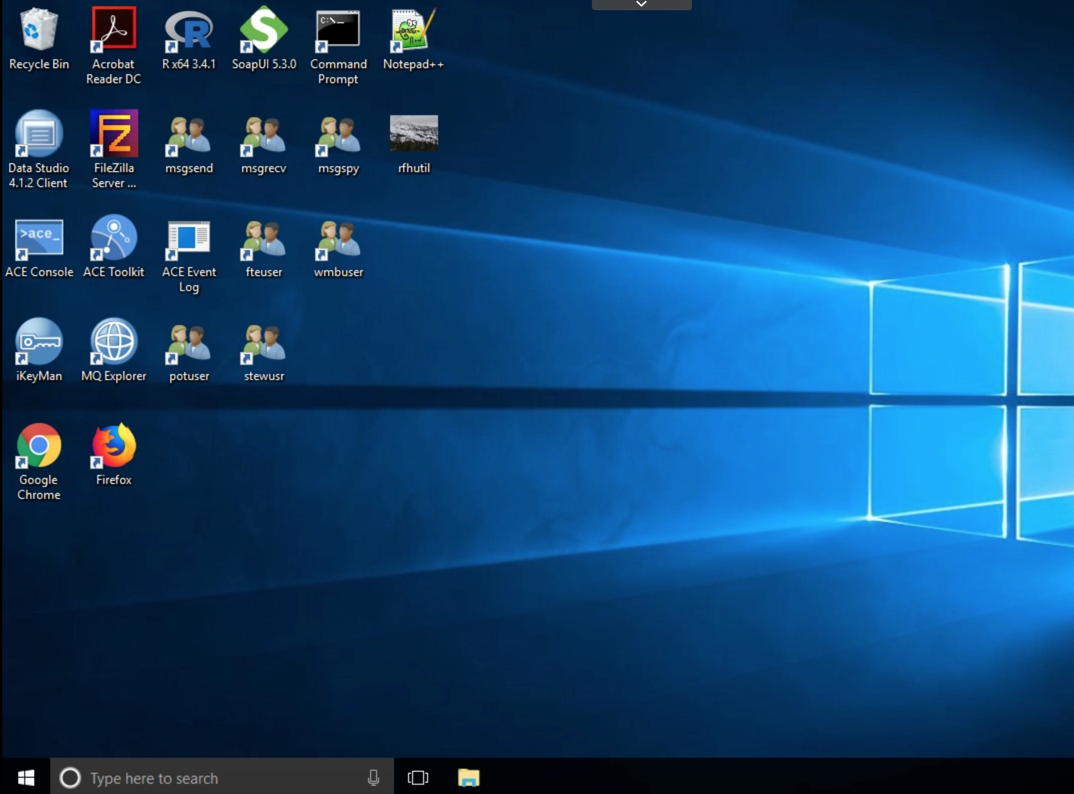 Recycle Bin
Acrobat
Reader DC
R x64 3.4.1
SoapUI 5.3.0
C:\_
Command
Prompt
Notepad++
Data Studio
4.1.2 Client
FZ
FileZilla
Server ...
msgsend
msgrecv
msgspy
rfhutil
>ace_
ACE Console
ACE Toolkit
ACE Event
Log
fteuser
wmbuser
iKeyMan
MQ Explorer
potuser
stewusr
Google
Chrome
Firefox
Type here to search